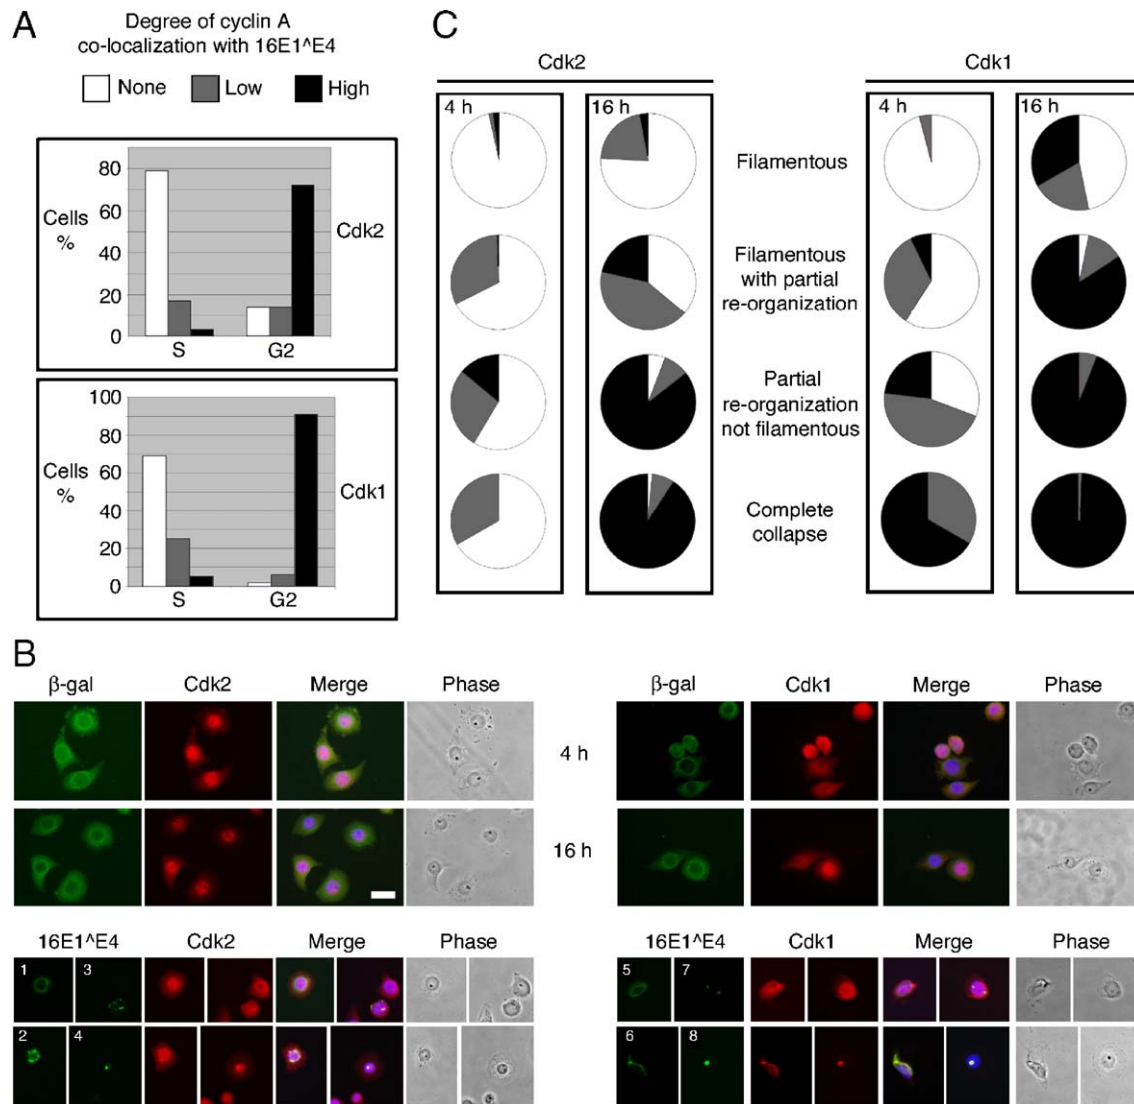 A
Degree of cyclin A
co-localization with 16E1^E4
None Low High
80
60
40
20
0
Cells
%
Cdk2
S G2
100
80
60
40
20
0
Cells
%
Cdk1
S G2
C
Cdk2 Cdk1
4 h 16 h 4 h 16 h
Filamentous
Filamentous
with partial
re-organization
Partial
re-organization
not filamentous
Complete
collapse
B
β-gal Cdk2 Merge Phase β-gal Cdk1 Merge Phase
4 h
16 h
16E1^E4 Cdk2 Merge Phase 16E1^E4 Cdk1 Merge Phase
1 3 5 7
2 4 6 8